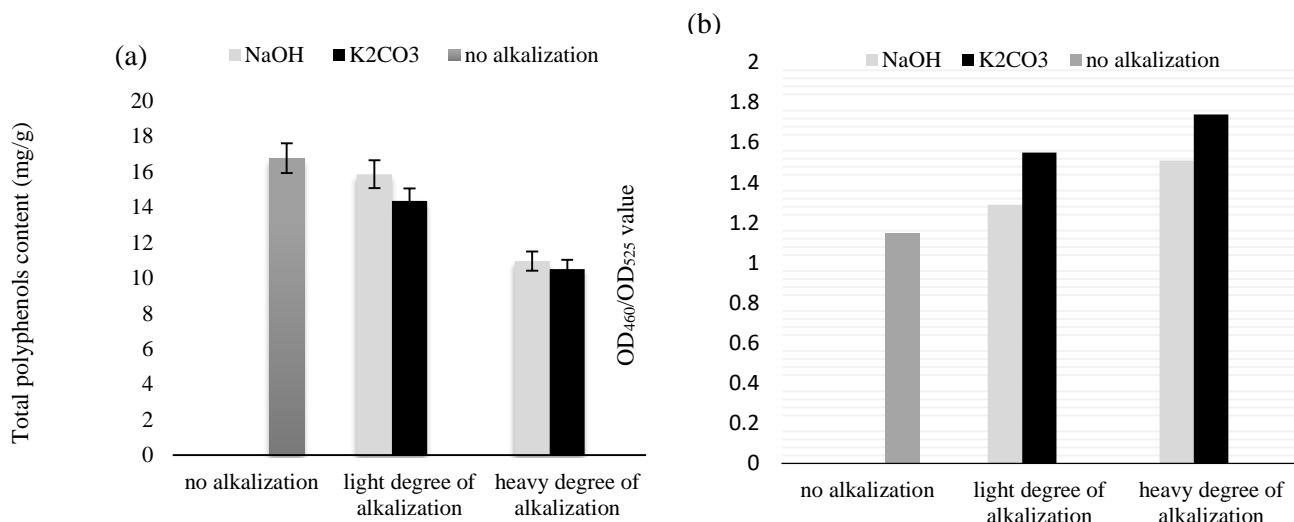 (a)
NaOH K2CO3 no alkalization
Total polyphenols content (mg/g)
20
18
16
14
12
10
8
6
4
2
0
no alkalization light degree of alkalization heavy degree of alkalization
(b)
NaOH K2CO3 no alkalization
OD460/OD525 value
2
1.8
1.6
1.4
1.2
1
0.8
0.6
0.4
0.2
0
no alkalization light degree of alkalization heavy degree of alkalization